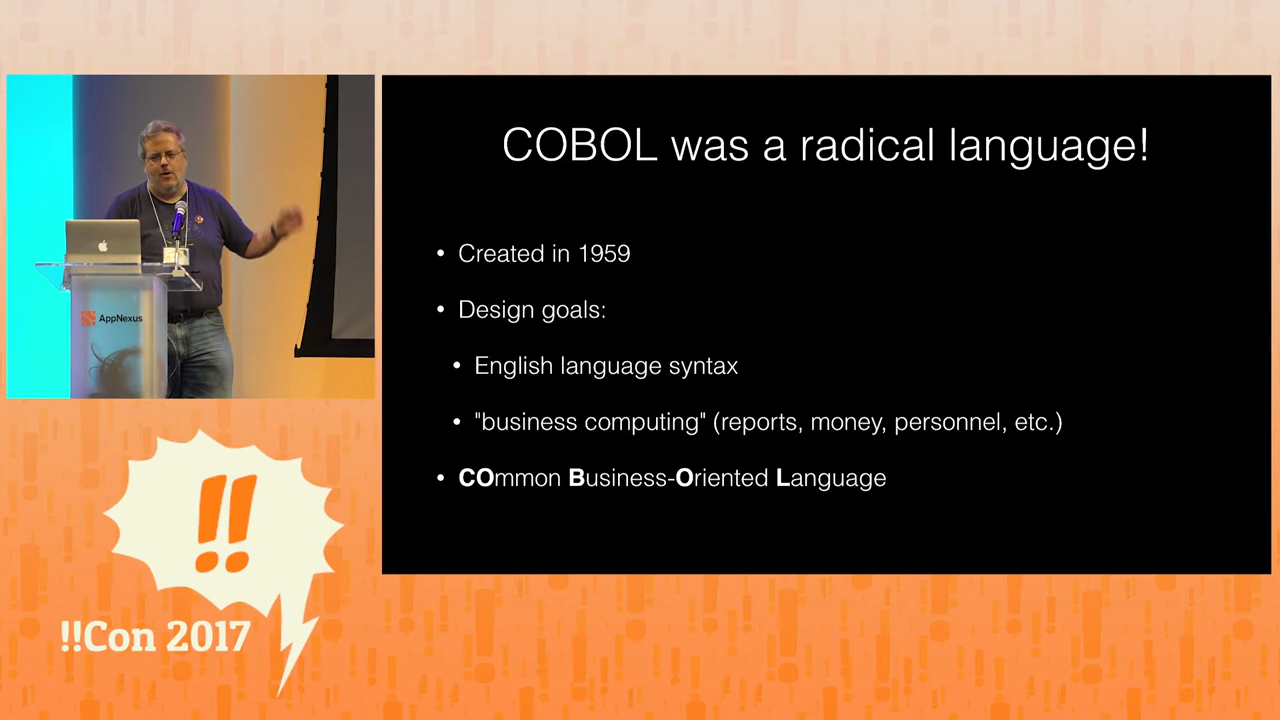 COBOL was a radical language!
• Created in 1959
• Design goals:
• English language syntax
• "business computing" (reports, money, personnel, etc.)
• COmmon Business-Oriented Language
AppNexus
!!
!!Con 2017